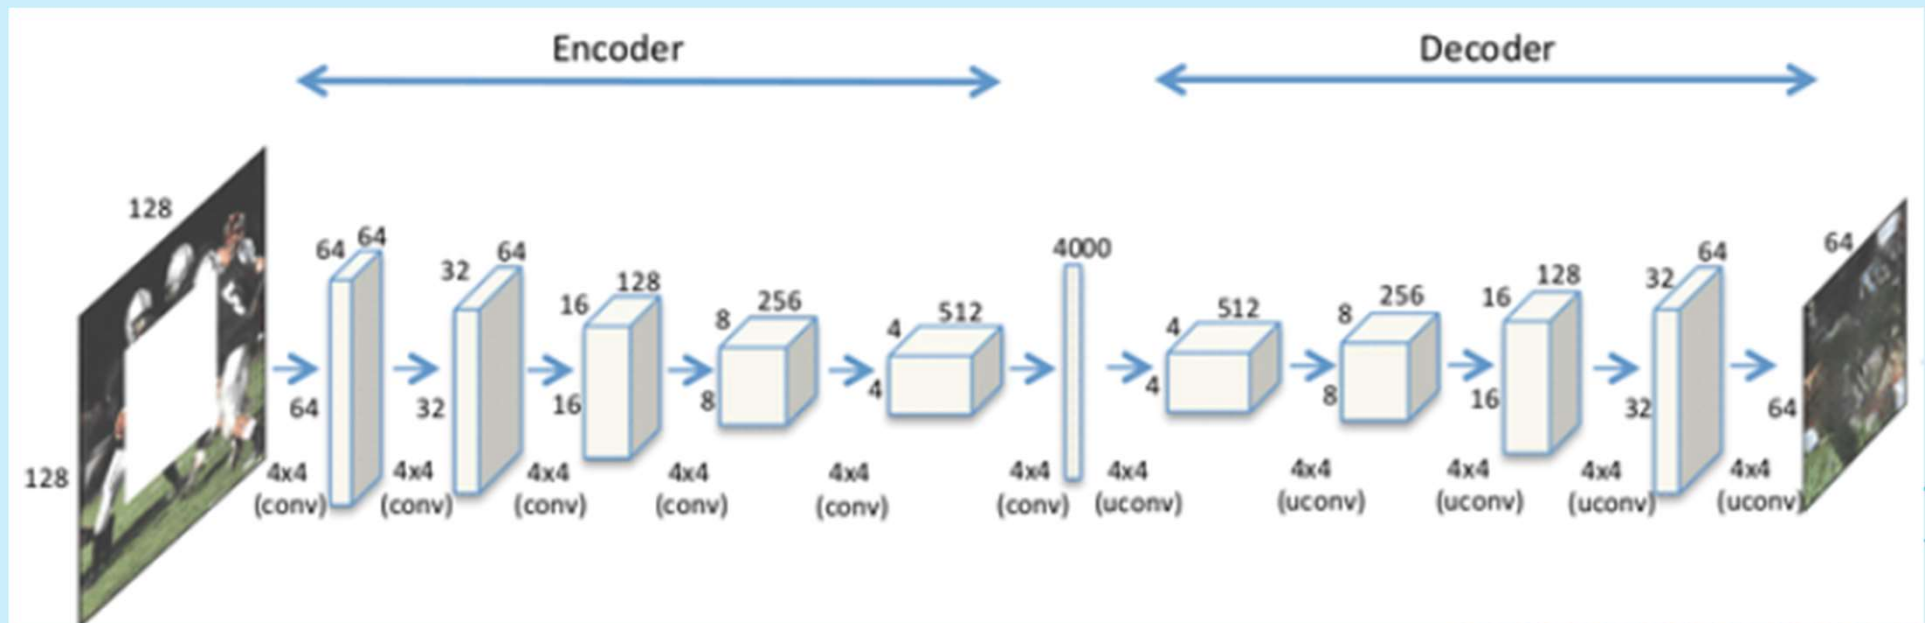 Encoder
Decoder
128
128
4x4
(conv)
64
64
64
4x4
(conv)
32
64
32
4x4
(conv)
16
128
16
4x4
(conv)
8
256
8
4x4
(conv)
4
512
4
4x4
(conv)
4000
4x4
(uconv)
4
512
4
4x4
(uconv)
8
256
8
4x4
(uconv)
16
128
16
4x4
(uconv)
32
64
32
4x4
(uconv)
64
64